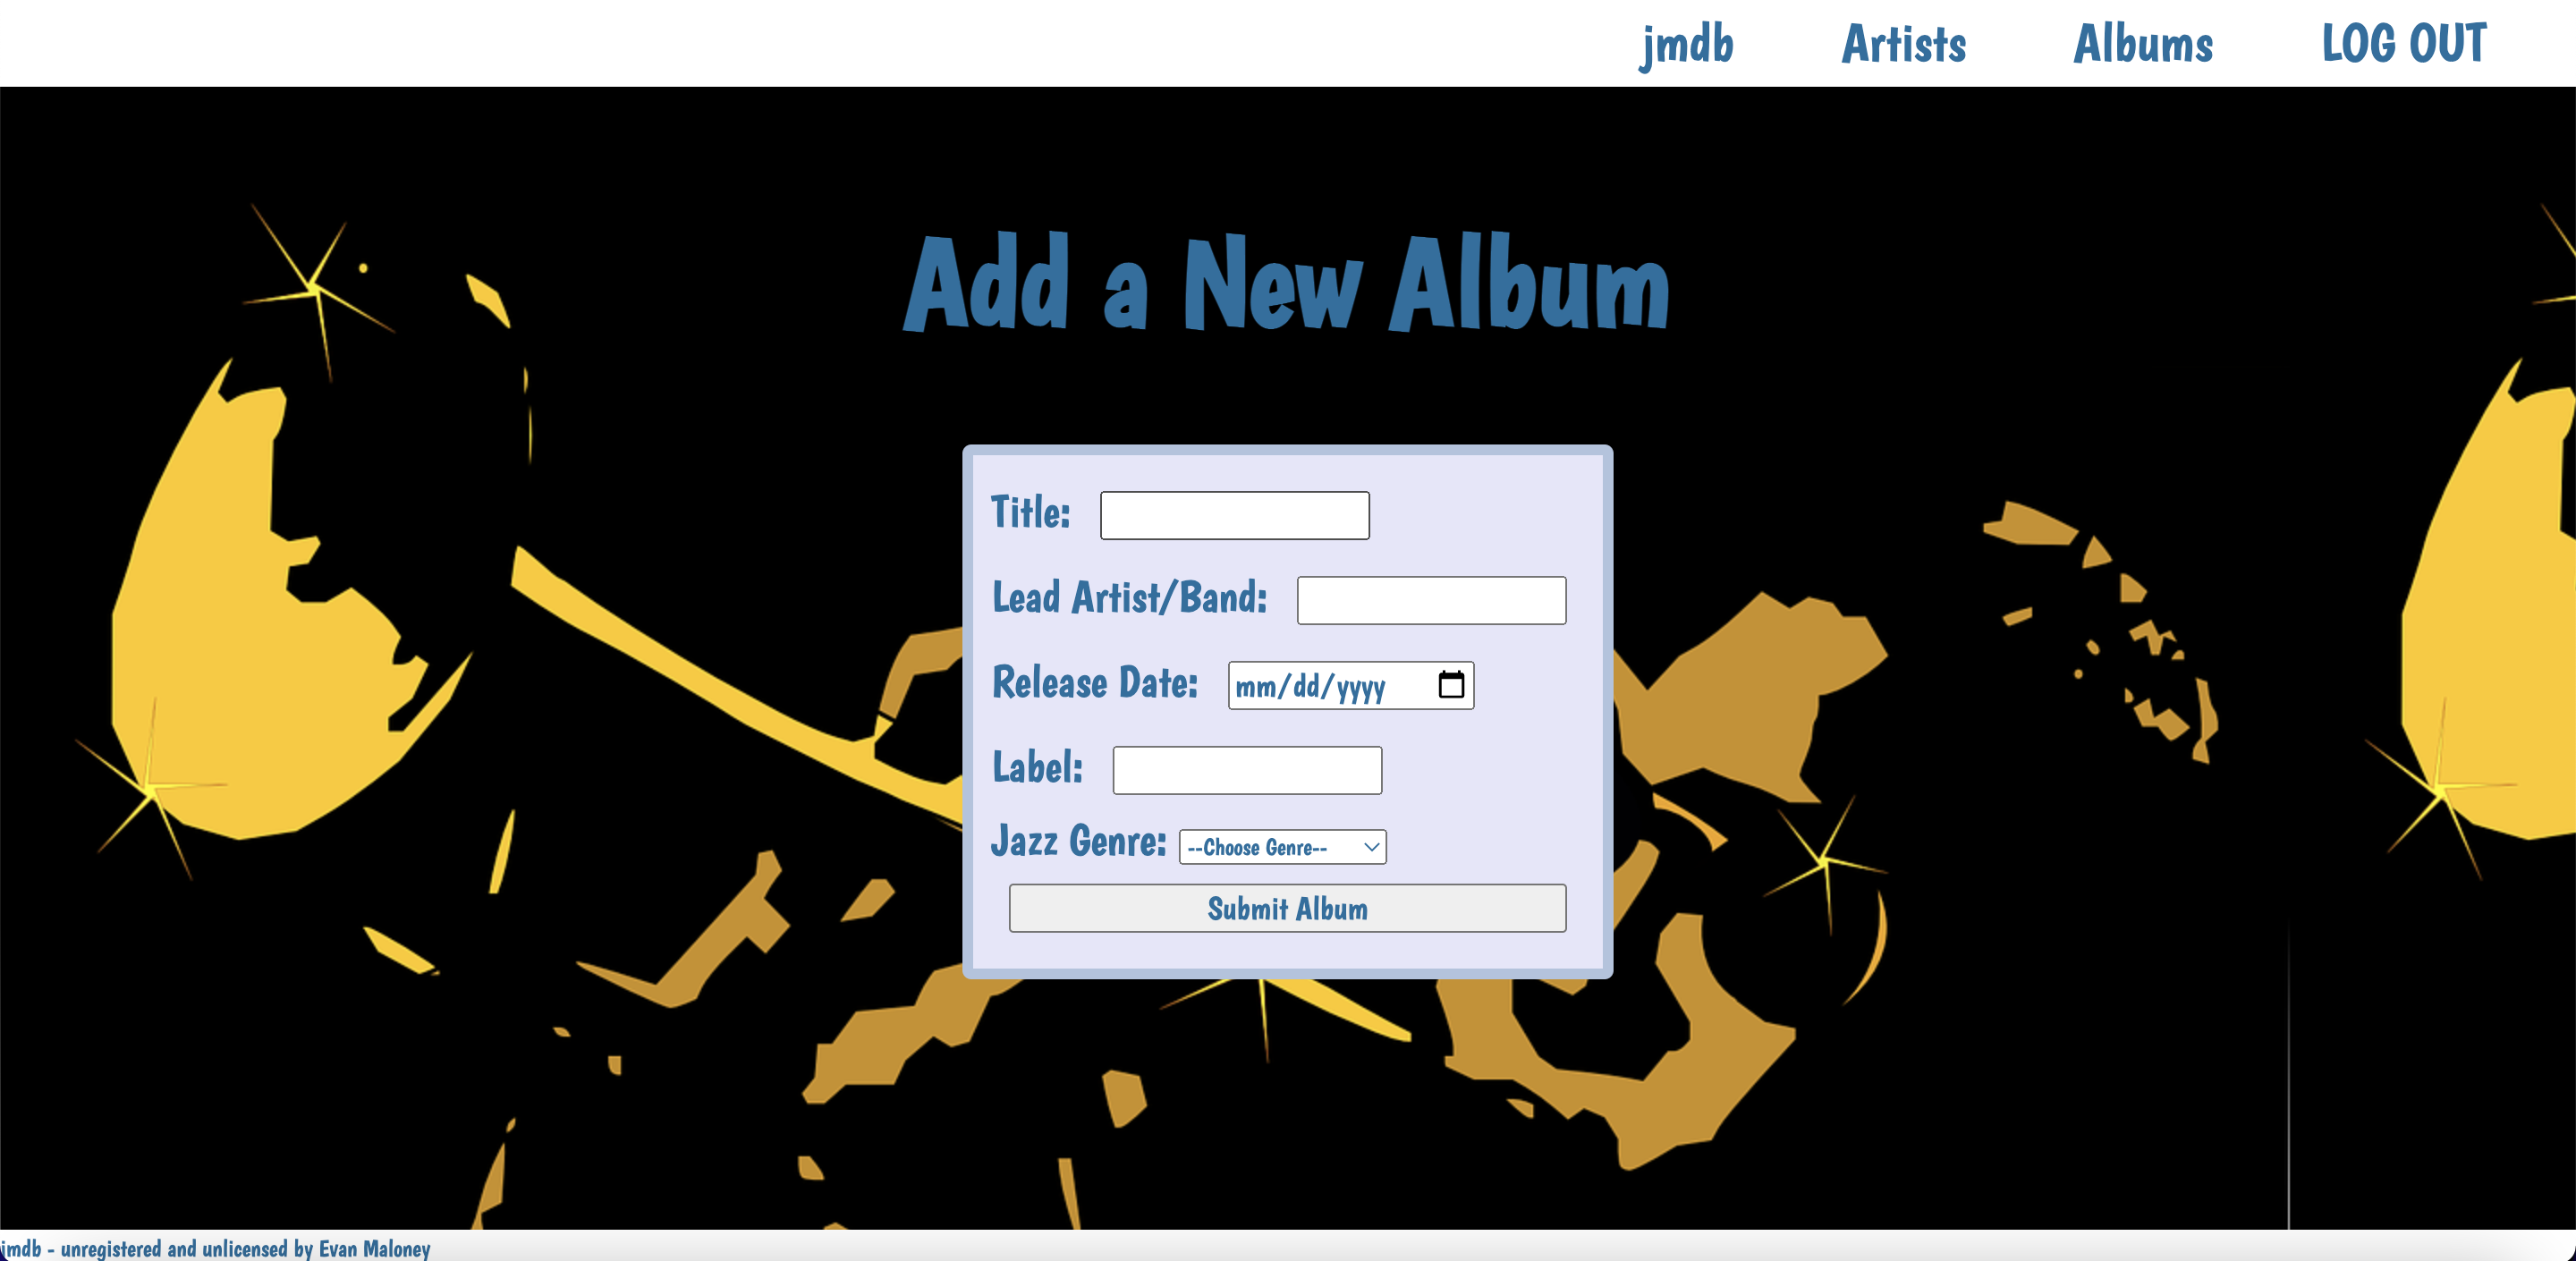 jmdb Artists Albums LOG OUT
Add a New Album
Title:
Lead Artist/Band:
Release Date: mm/dd/yyyy
Label:
Jazz Genre: --Choose Genre--
Submit Album
jmdb - unregistered and unlicensed by Evan Maloney